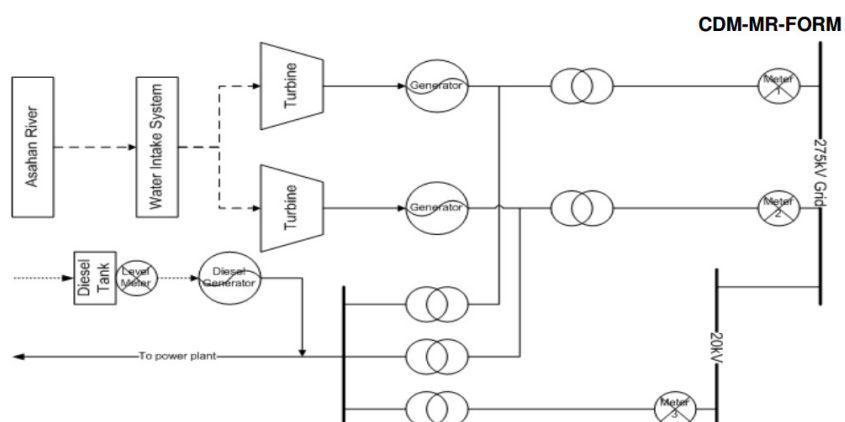 CDM-MR-FORM
Asahan River
Water Intake System
Turbine
Generator
Meter
1
275kV Grid
Turbine
Generator
Meter
2
Diesel
Tank
Level
Meter
Diesel
Generator
20kV
To power plant
Meter
3